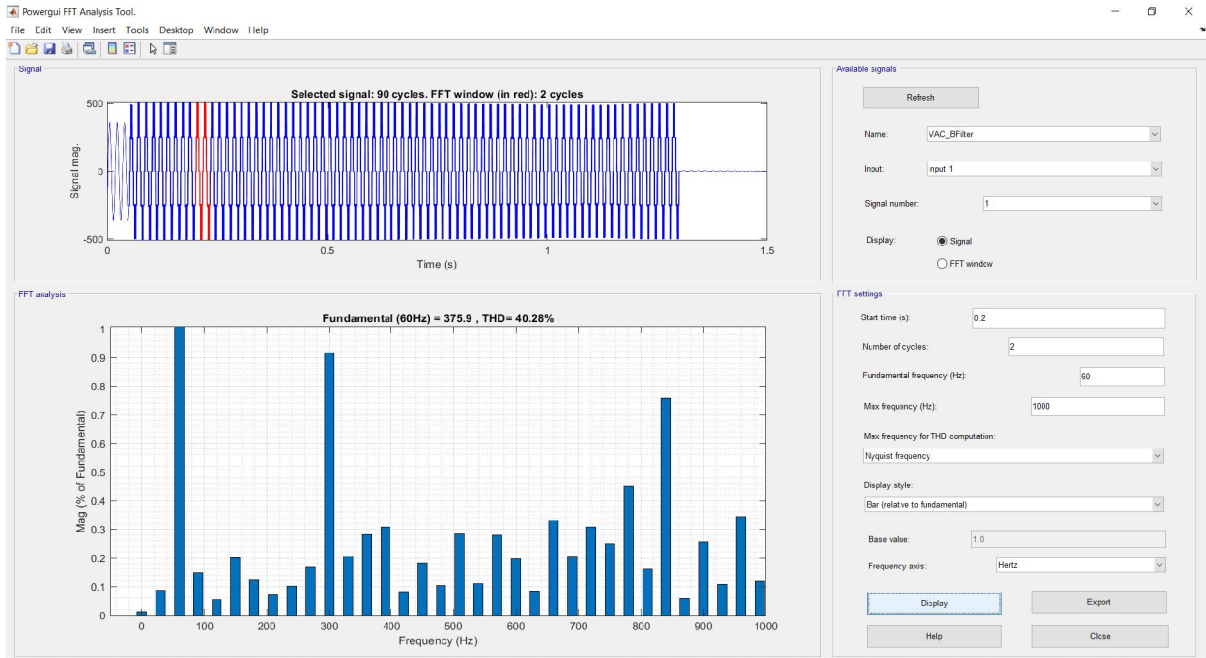 Powergui FFT Analysis Tool.
File Edit View Insert Tools Desktop Window Help
Signal
Selected signal: 90 cycles. FFT window (in red): 2 cycles
500
0
-500
Signal mag.
0 0.5 1 1.5
Time (s)
Available signals
Refresh
Name: VAC_BFilter
Input: input 1
Signal number: 1
Display: Signal
FFT window
FFT analysis
Fundamental (60Hz) = 375.9 , THD= 40.28%
1
0.9
0.8
0.7
0.6
0.5
0.4
0.3
0.2
0.1
0
Mag (% of Fundamental)
0 100 200 300 400 500 600 700 800 900 1000
Frequency (Hz)
FFT settings
Start time (s): 0.2
Number of cycles: 2
Fundamental frequency (Hz): 60
Max frequency (Hz): 1000
Max frequency for THD computation:
Nyquist frequency
Display style:
Bar (relative to fundamental)
Base value: 1.0
Frequency axis: Hertz
Display Export
Help Close